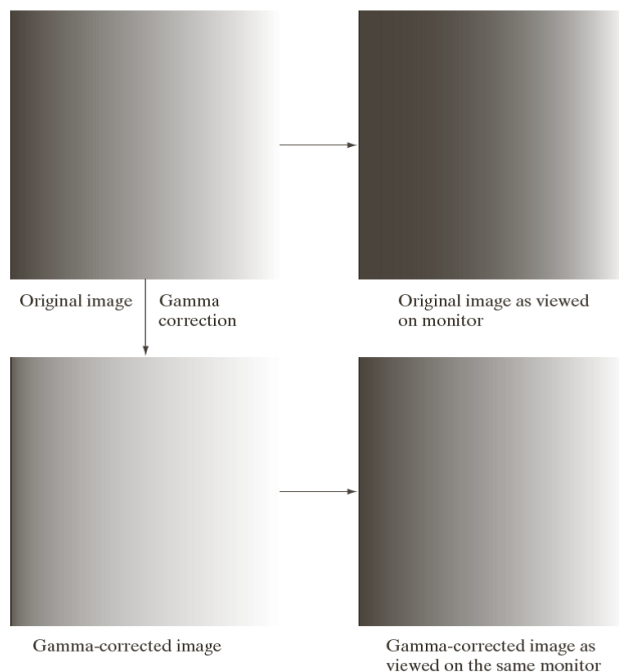 Original image
Gamma
correction
Original image as viewed
on monitor
Gamma-corrected image
Gamma-corrected image as
viewed on the same monitor